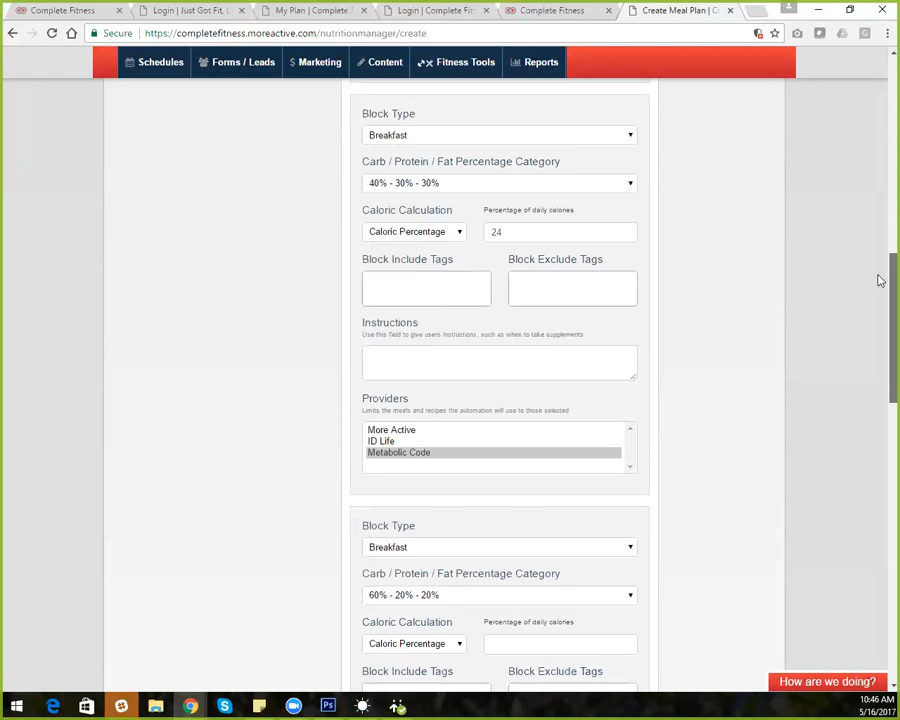 Complete Fitness
Login | Just Got Fit, L
My Plan | Complete F
Login | Complete Fitn
Complete Fitness
Create Meal Plan | Co
Secure
https://completefitness.moreactive.com/nutritionmanager/create
Schedules
Forms / Leads
$ Marketing
Content
Fitness Tools
Reports
Block Type
Breakfast
Carb / Protein / Fat Percentage Category
40% - 30% - 30%
Caloric Calculation
Percentage of daily calories
Caloric Percentage
24
Block Include Tags
Block Exclude Tags
Instructions
Use this field to give users instructions, such as when to take supplements.
Providers
Limits the meals and recipes the automation will use to those selected
More Active
ID Life
Metabolic Code
Block Type
Breakfast
Carb / Protein / Fat Percentage Category
60% - 20% - 20%
Caloric Calculation
Percentage of daily calories
Caloric Percentage
Block Include Tags
Block Exclude Tags
How are we doing?
Ps
10:46 AM
5/16/2017